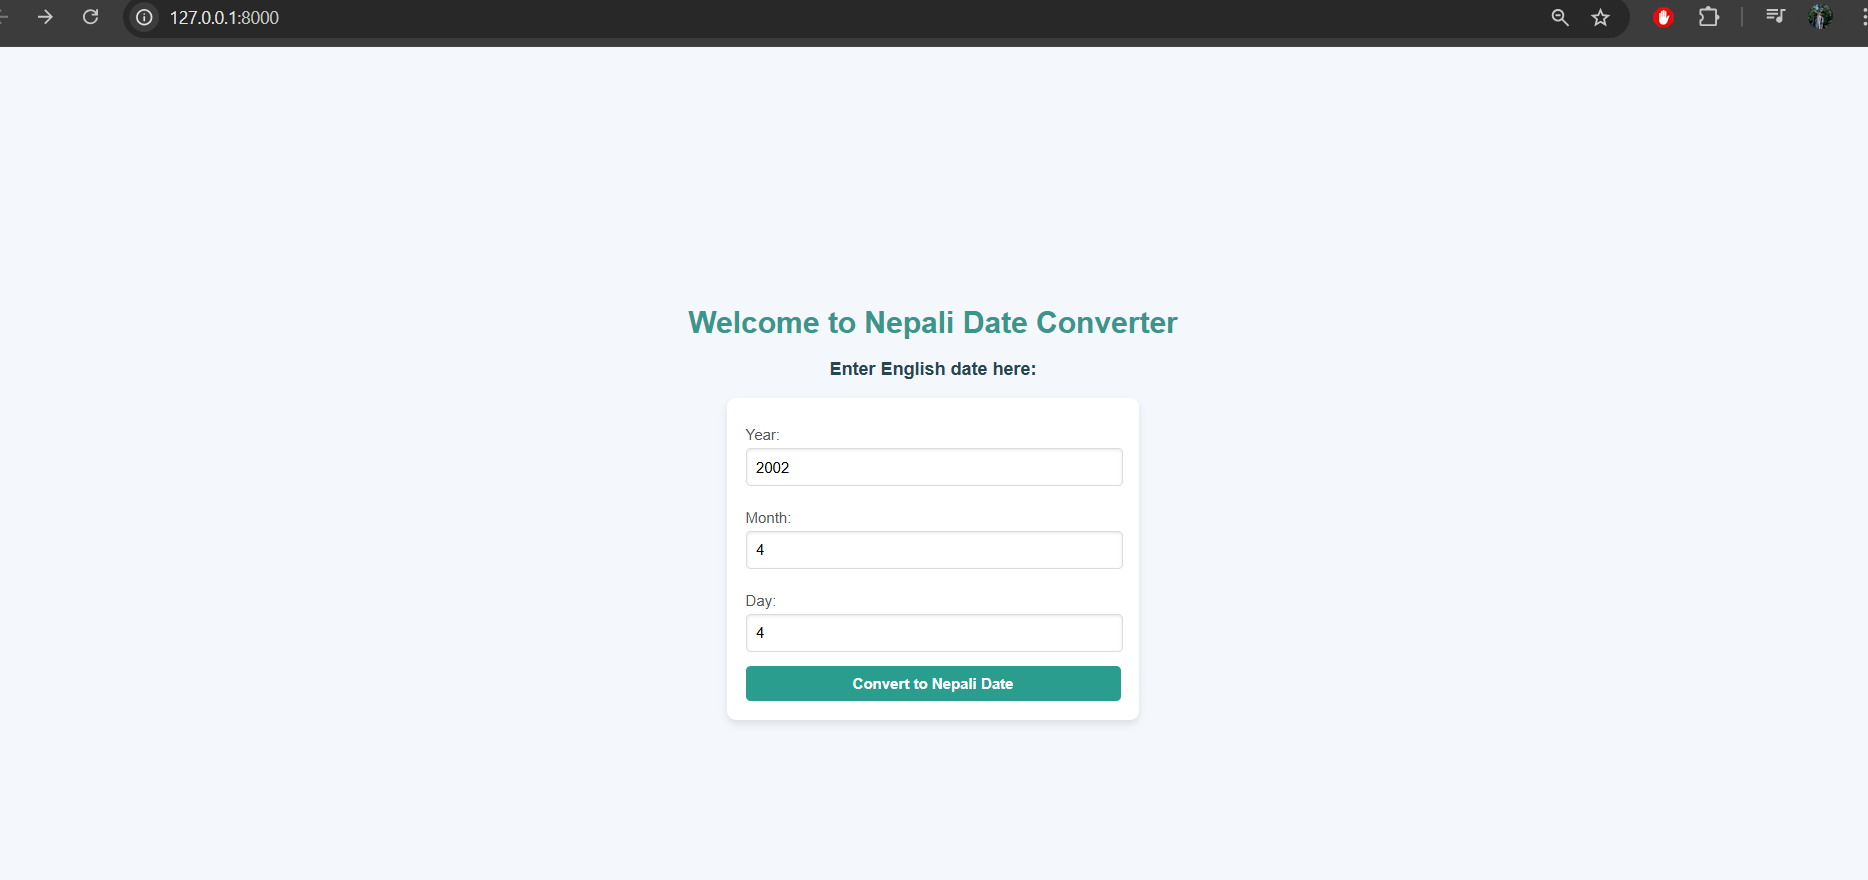 127.0.0.1:8000
Welcome to Nepali Date Converter
Enter English date here:
Year:
2002
Month:
4
Day:
4
Convert to Nepali Date